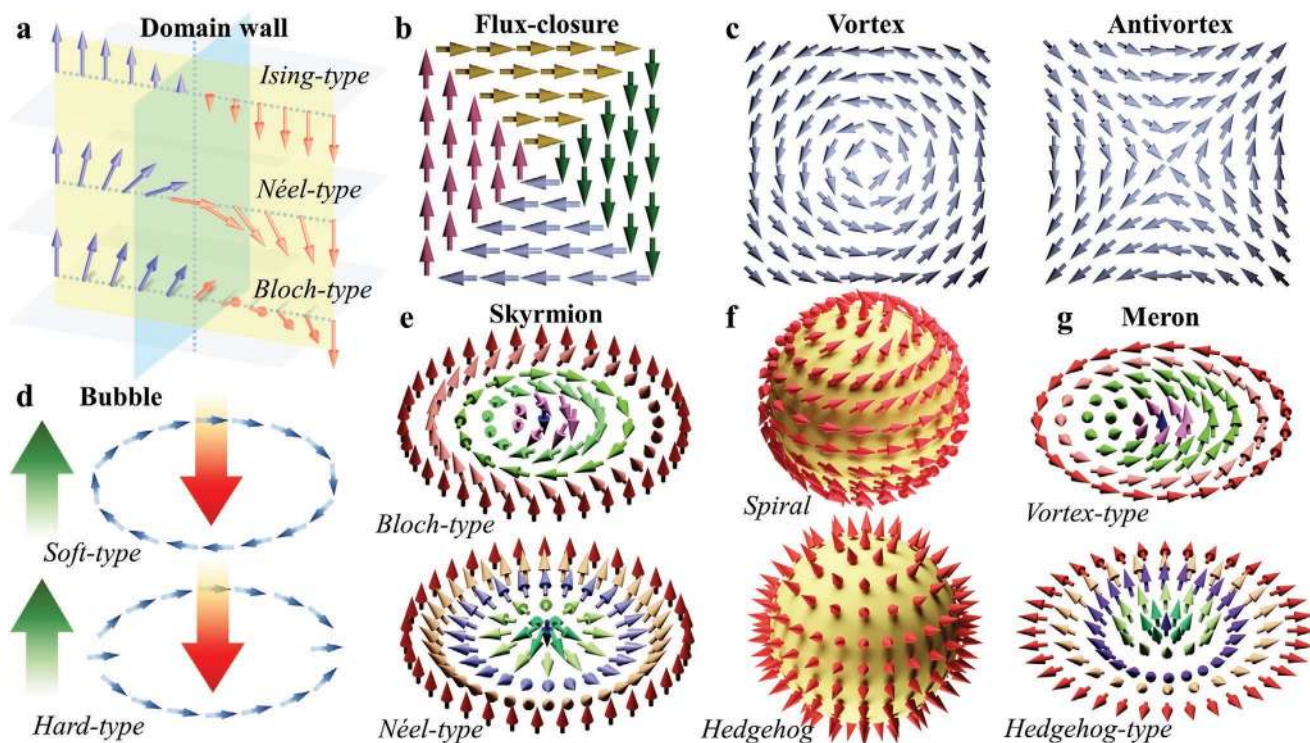 a
Domain wall
Ising-type
Néel-type
Bloch-type
b
Flux-closure
c
Vortex
Antivortex
d
Bubble
Soft-type
Hard-type
e
Skyrmion
Bloch-type
Néel-type
f
Spiral
Hedgehog
g
Meron
Vortex-type
Hedgehog-type